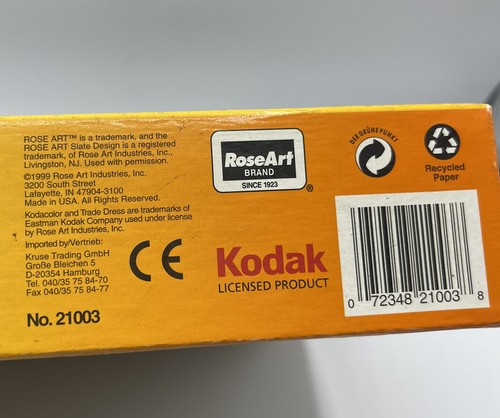 ROSE ART™ is a trademark, and the
ROSE ART Slate Design is a registered
trademark, of Rose Art Industries, Inc.,
Livingston, NJ. Used with permission.
©1999 Rose Art Industries, Inc.
3200 South Street
Lafayette, IN 47904-3100
Made in USA. All Rights Reserved.
Kodacolor and Trade Dress are trademarks of
Eastman Kodak Company used under license
by Rose Art Industries, Inc.
Imported by/Vertrieb:
Kruse Trading GmbH
Große Bleichen 5
D-20354 Hamburg
Tel. 040/35 75 84-70
Fax 040/35 75 84-77
No. 21003
CE
RoseArt
BRAND
SINCE 1923
®
Kodak
LICENSED PRODUCT
DER GRÜNE PUNKT
Recycled
Paper
0 72348 21003 8